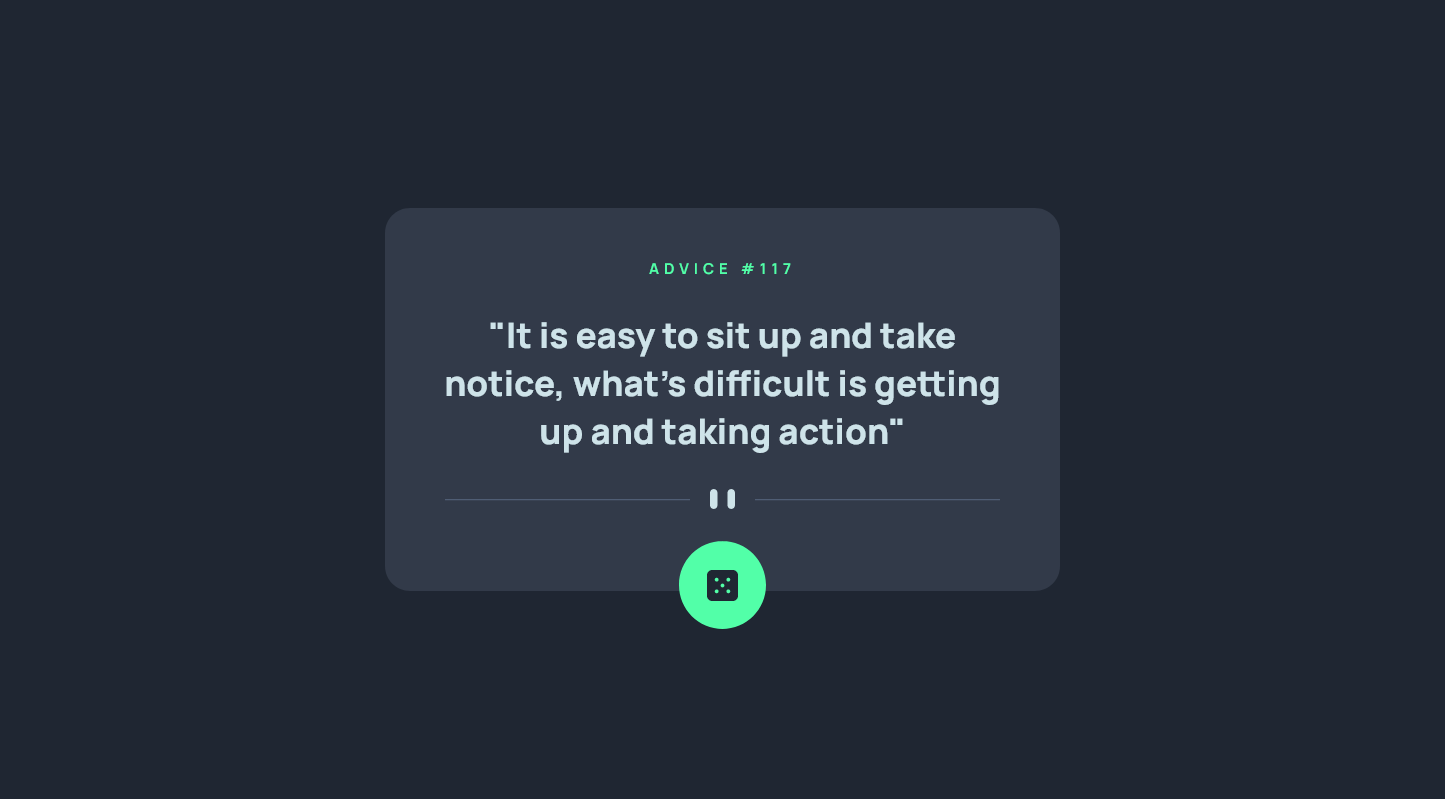 ADVICE #117
"It is easy to sit up and take
notice, what’s difficult is getting
up and taking action"